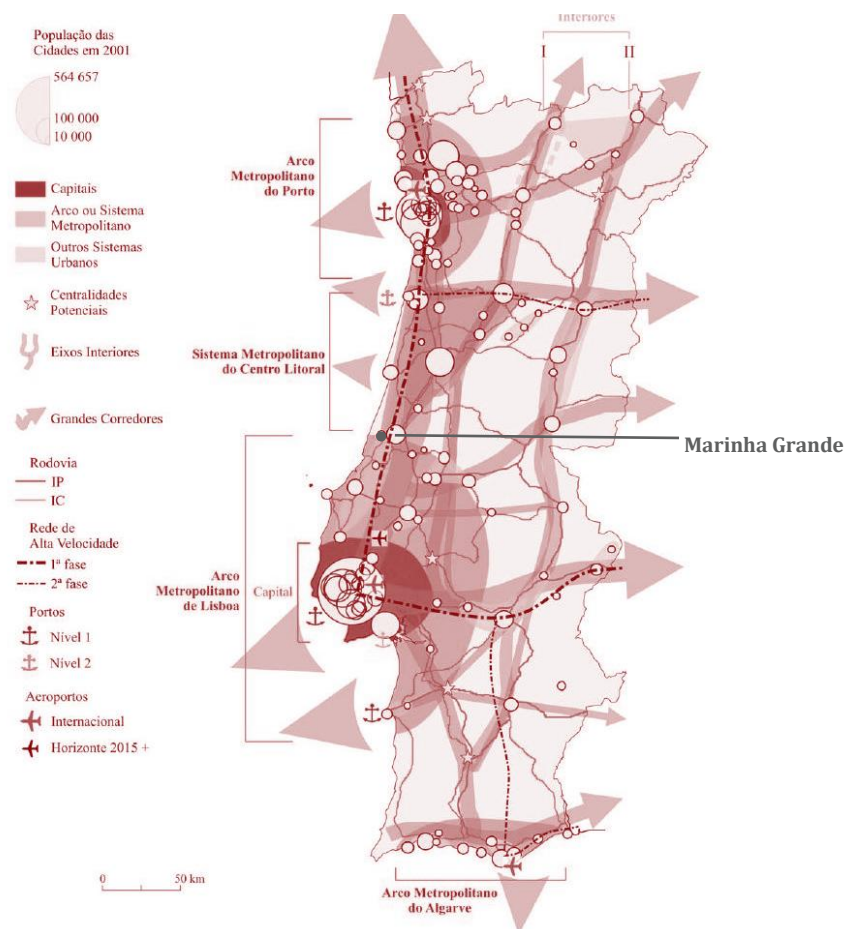 População das
Cidades em 2001
564 657
100 000
10 000
Capitais
Arco ou Sistema
Metropolitano
Outros Sistemas
Urbanos
Centralidades
Potenciais
Eixos Interiores
Grandes Corredores
Rodovia
IP
IC
Rede de
Alta Velocidade
1ª fase
2ª fase
Portos
Nível 1
Nível 2
Aeroportos
Internacional
Horizonte 2015 +
0 50 km
Interiores
I II
Arco
Metropolitano
do Porto
Sistema Metropolitano
do Centro Litoral
Marinha Grande
Arco
Metropolitano
de Lisboa
Capital
Arco Metropolitano
do Algarve